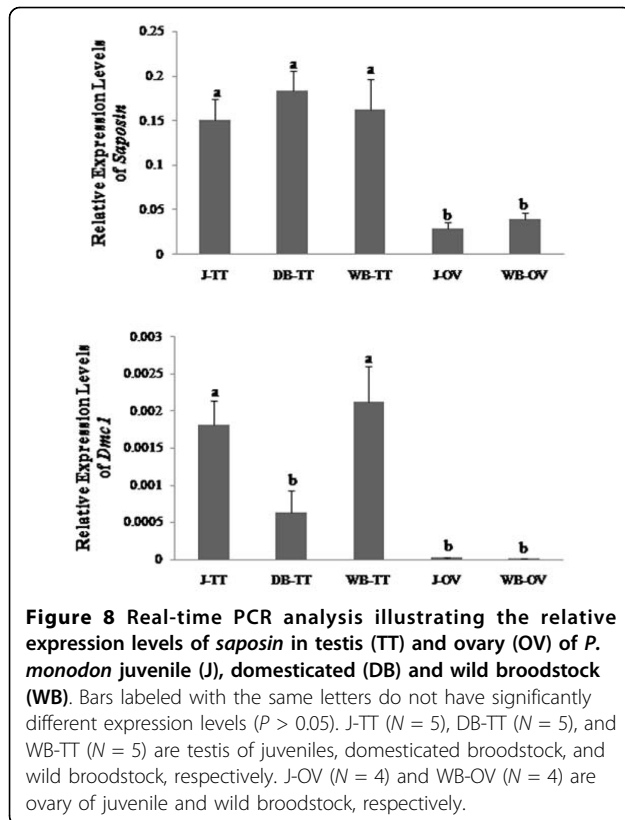 0.25
a
a
a
0.2
0.15
0.1
0.05
b
b
0
Relative Expression Levels
of Saposin
J-TT DB-TT WB-TT J-OV WB-OV
0.003
a
0.0025
a
0.002
0.0015
0.001
b
0.0005
b
b
0
Relative Expression Levels
of Dmc1
J-TT DB-TT WB-TT J-OV WB-OV
Figure 8 Real-time PCR analysis illustrating the relative
expression levels of saposin in testis (TT) and ovary (OV) of P.
monodon juvenile (J), domesticated (DB) and wild broodstock
(WB). Bars labeled with the same letters do not have significantly
different expression levels (P > 0.05). J-TT (N = 5), DB-TT (N = 5), and
WB-TT (N = 5) are testis of juveniles, domesticated broodstock, and
wild broodstock, respectively. J-OV (N = 4) and WB-OV (N = 4) are
ovary of juvenile and wild broodstock, respectively.